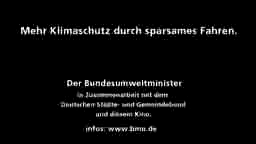 Mehr Klimaschutz durch sparsames Fahren.
Der Bundesumweltminister
in Zusammenarbeit mit dem
Deutschen Städte- und Gemeindebund
und diesem Kino.
Infos: www.bmu.de